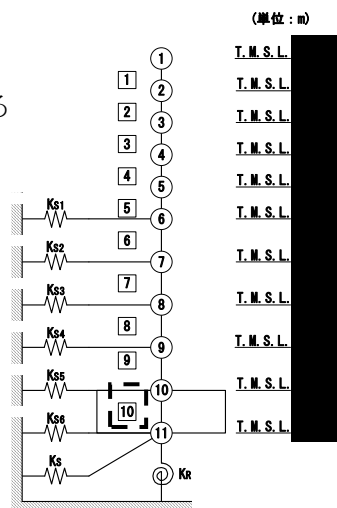 (単位:m)
① T.M.S.L.
1
② T.M.S.L.
2
③ T.M.S.L.
3
④ T.M.S.L.
4
⑤ T.M.S.L.
5
Ks1 ⑥ T.M.S.L.
6
Ks2 ⑦ T.M.S.L.
7
Ks3 ⑧ T.M.S.L.
8
Ks4 ⑨ T.M.S.L.
9
Ks5 ⑩ T.M.S.L.
10
Ks6 ⑪ T.M.S.L.
Ks
KR